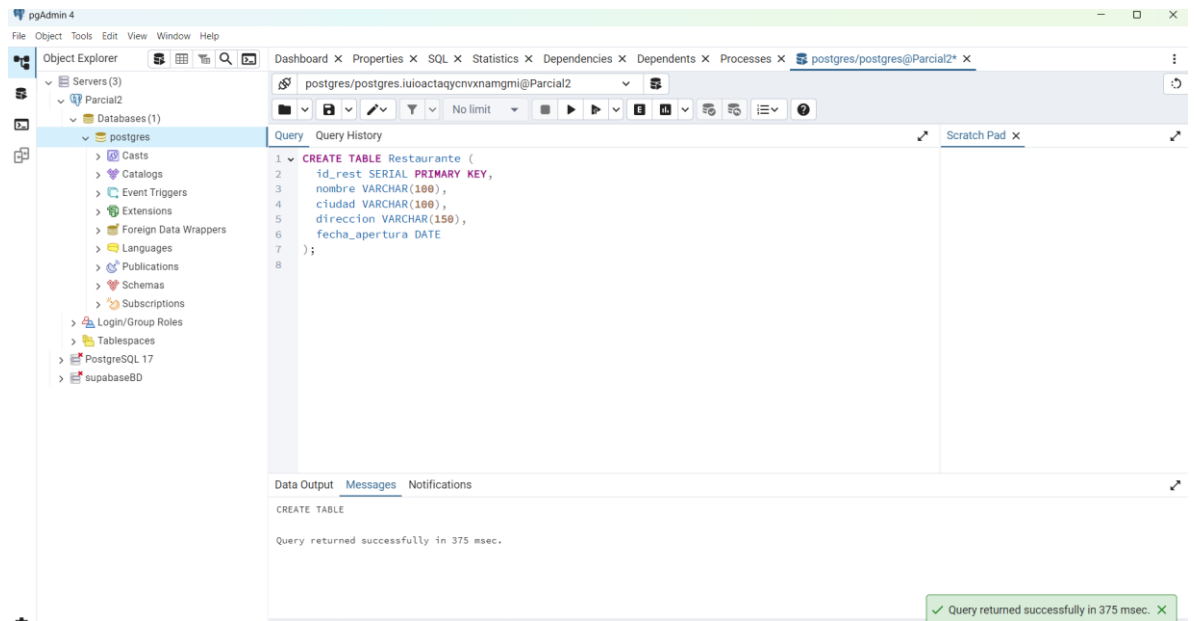 pgAdmin 4
File Object Tools Edit View Window Help
Object Explorer
Dashboard X Properties X SQL X Statistics X Dependencies X Dependents X Processes X postgres/postgres@Parcial2* X
Servers (3)
Parcial2
Databases (1)
postgres
Casts
Catalogs
Event Triggers
Extensions
Foreign Data Wrappers
Languages
Publications
Schemas
Subscriptions
Login/Group Roles
Tablespaces
PostgreSQL 17
supabaseBD
postgres/postgres.iuioactaqycnvxnamgmi@Parcial2
No limit
E
Query Query History
Scratch Pad X
1 CREATE TABLE Restaurante (
2 id_rest SERIAL PRIMARY KEY,
3 nombre VARCHAR(100),
4 ciudad VARCHAR(100),
5 direccion VARCHAR(150),
6 fecha_apertura DATE
7 );
8
Data Output Messages Notifications
CREATE TABLE
Query returned successfully in 375 msec.
Query returned successfully in 375 msec. X